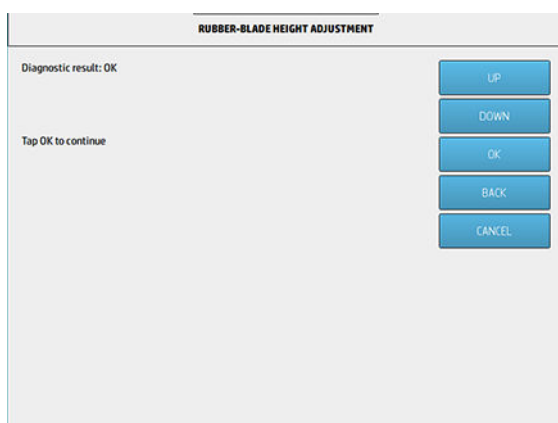 RUBBER-BLADE HEIGHT ADJUSTMENT
Diagnostic result: OK
Tap OK to continue
UP
DOWN
OK
BACK
CANCEL